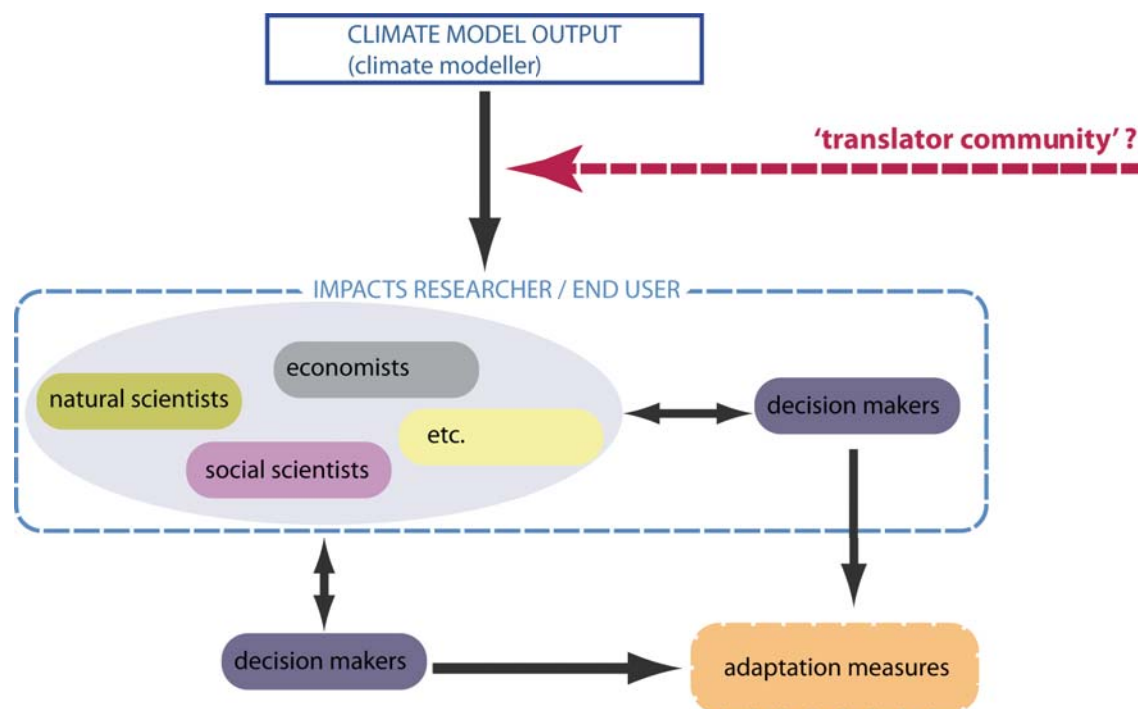 CLIMATE MODEL OUTPUT
(climate modeller)
‘translator community’ ?
IMPACTS RESEARCHER / END USER
economists
natural scientists
decision makers
etc.
social scientists
decision makers
adaptation measures